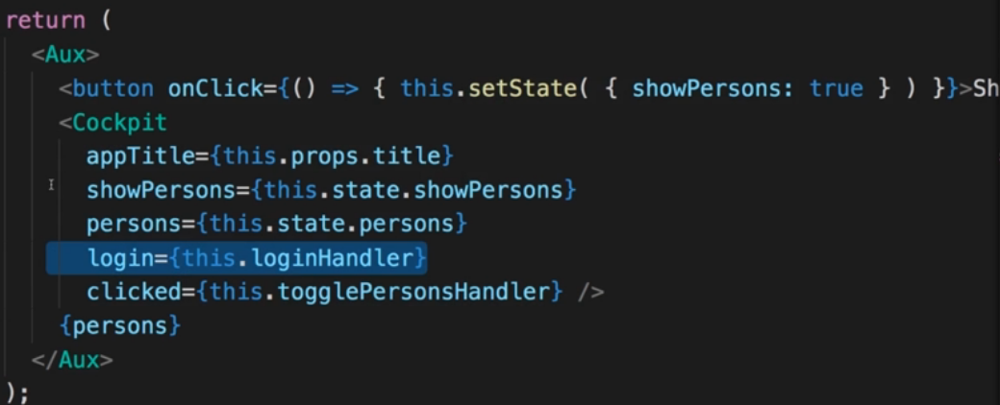 return (
<Aux>
<button onClick={() => { this.setState( { showPersons: true } ) }}>Sh
<Cockpit
appTitle={this.props.title}
showPersons={this.state.showPersons}
persons={this.state.persons}
login={this.loginHandler}
clicked={this.togglePersonsHandler} />
{persons}
</Aux>
);